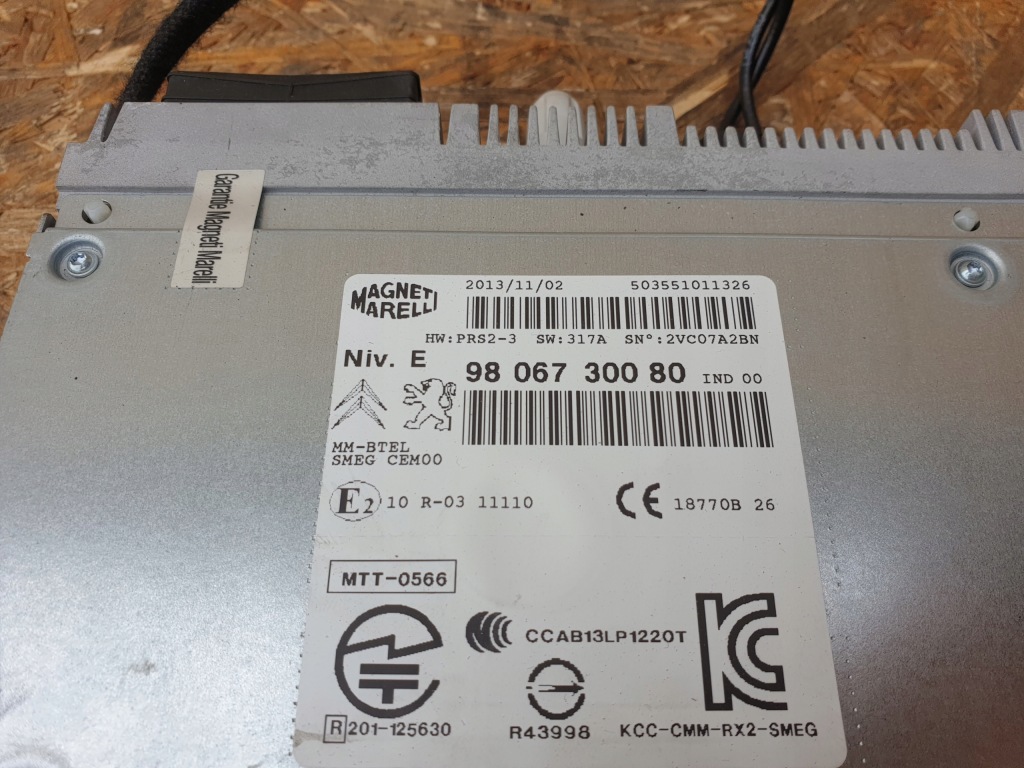 Garantie Magneti Marelli
MAGNETI
MARELLI
2013/11/02 503551011326
HW:PRS2-3 SW:317A SN°:2VC07A2BN
Niv. E 98 067 300 80 IND 00
MM-BTEL
SMEG CEM00
E2 10 R-03 11110 CE 18770B 26
MTT-0566
CCAB13LP1220T
R 201-125630 R43998 KCC-CMM-RX2-SMEG